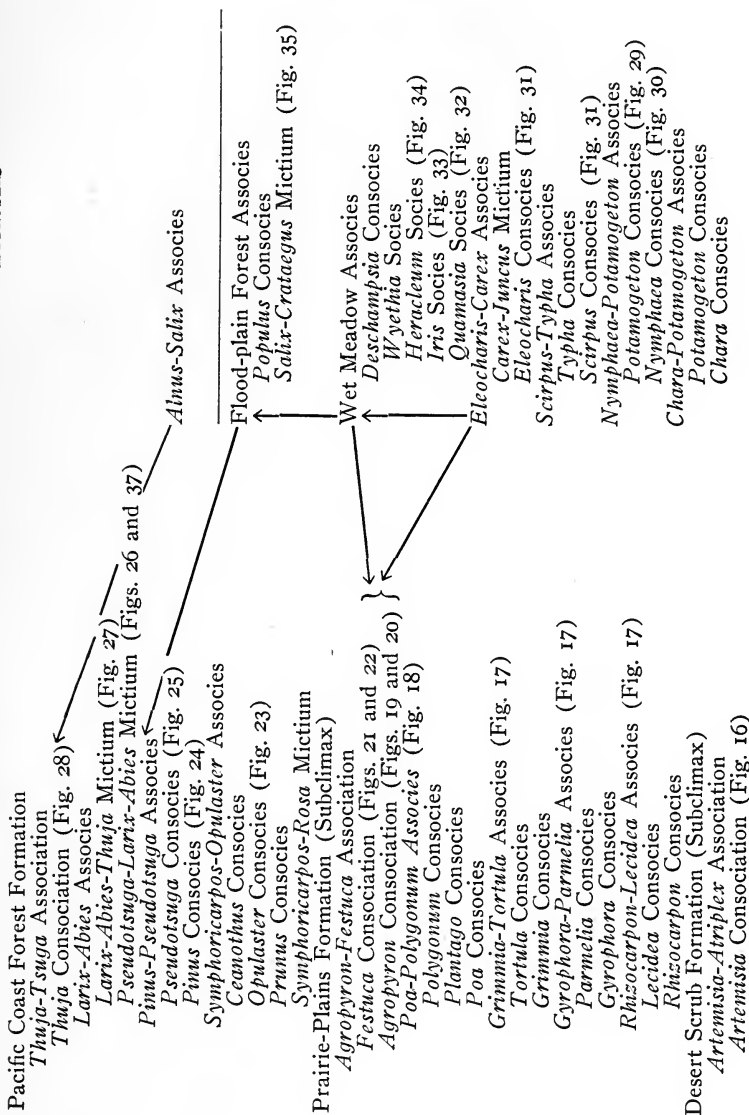 Pacific Coast Forest Formation
Thuja-Tsuga Association
Thuja Consociation (Fig. 28)
Larix-Abies Associes
Larix-Abies-Thuja Mictium (Fig. 27)
Pseudotsuga-Larix-Abies Mictium (Figs. 26 and 37)
Pinus-Pseudotsuga Associes
Pseudotsuga Consocies (Fig. 25)
Pinus Consocies (Fig. 24)
Symphoricarpos-Opulaster Associes
Ceanothus Consocies
Opulaster Consocies (Fig. 23)
Prunus Consocies
Symphoricarpos-Rosa Mictium
Prairie-Plains Formation (Subclimax)
Agropyron-Festuca Association
Festuca Consociation (Figs. 21 and 22)
Agropyron Consociation (Figs. 19 and 20)
Poa-Polygonum Associes (Fig. 18)
Polygonum Consocies
Plantago Consocies
Poa Consocies
Grimmia-Tortula Associes (Fig. 17)
Tortula Consocies
Grimmia Consocies
Gyrophora-Parmelia Associes (Fig. 17)
Parmelia Consocies
Gyrophora Consocies
Rhizocarpon-Lecidea Associes (Fig. 17)
Lecidea Consocies
Rhizocarpon Consocies
Desert Scrub Formation (Subclimax)
Artemisia-Atriplex Association
Artemisia Consociation (Fig. 16)
Alnus-Salix Associes
Flood-plain Forest Associes
Populus Consocies
Salix-Crataegus Mictium (Fig. 35)
Wet Meadow Associes
Deschampsia Consocies
Wyethia Socies
Heracleum Socies (Fig. 34)
Iris Socies (Fig. 33)
Quamasia Socies (Fig. 32)
Eleocharis-Carex Associes
Carex-Juncus Mictium
Eleocharis Consocies (Fig. 31)
Scirpus-Typha Associes
Typha Consocies
Scirpus Consocies (Fig. 31)
Nymphaea-Potamogeton Associes
Potamogeton Consocies (Fig. 29)
Nymphaea Consocies (Fig. 30)
Chara-Potamogeton Associes
Potamogeton Consocies
Chara Consocies